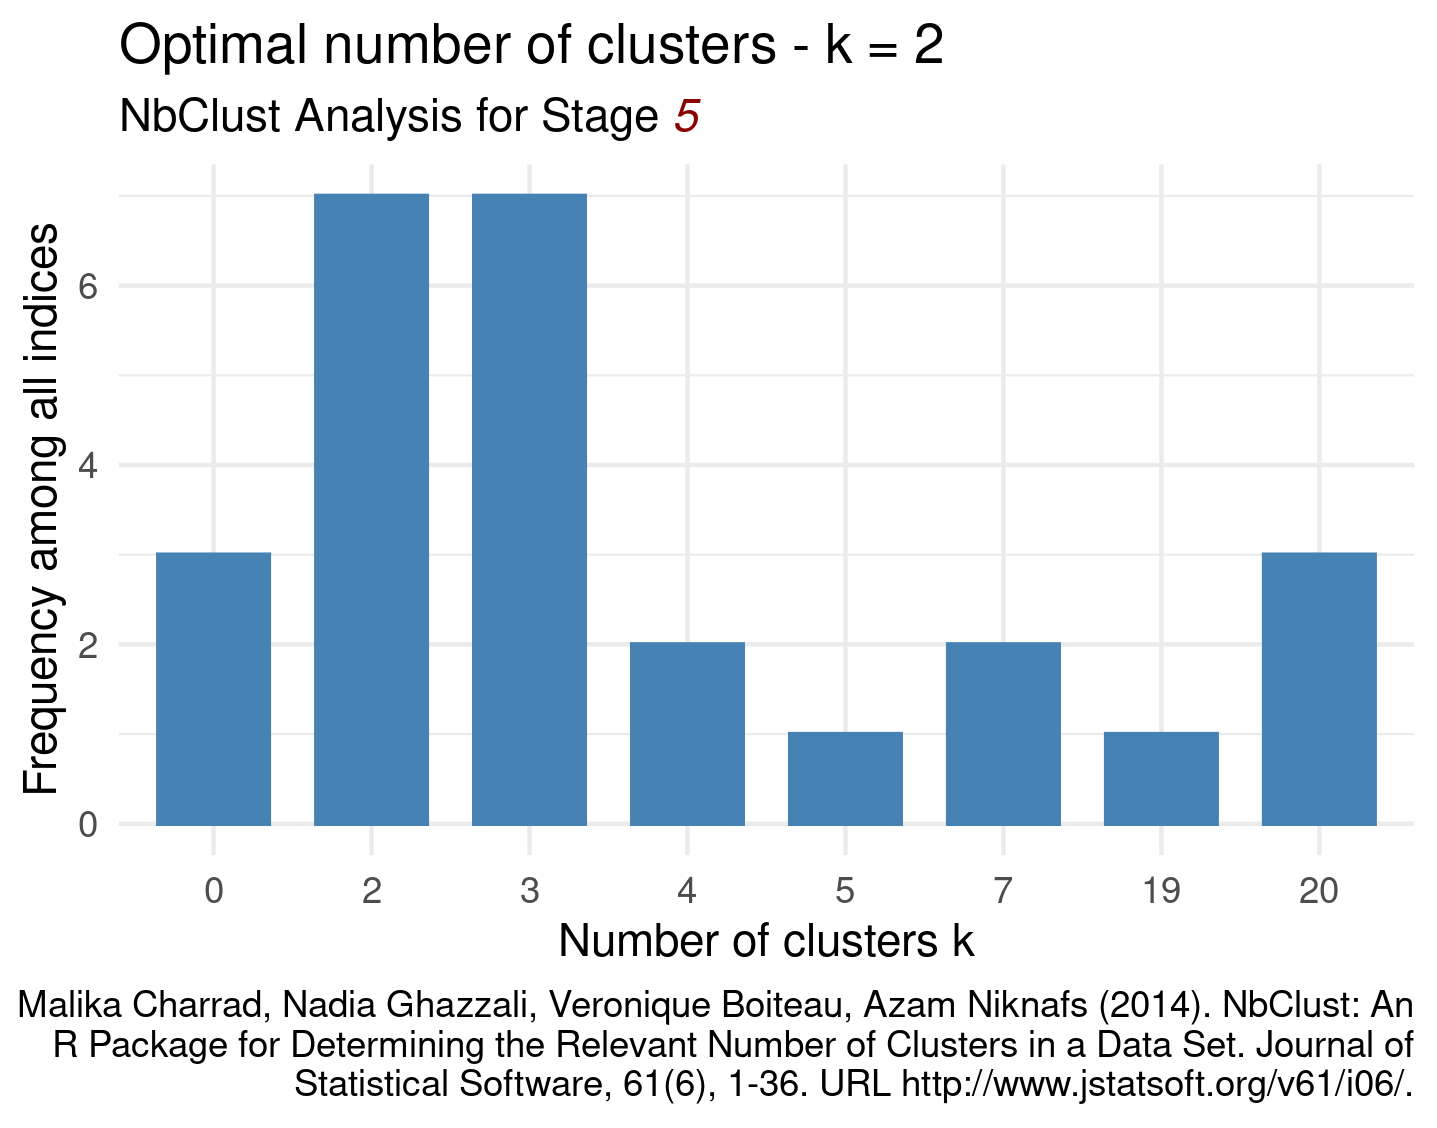 Optimal number of clusters - k = 2
NbClust Analysis for Stage 5
Frequency among all indices
6
4
2
0
0 2 3 4 5 7 19 20
Number of clusters k
Malika Charrad, Nadia Ghazzali, Veronique Boiteau, Azam Niknafs (2014). NbClust: An
R Package for Determining the Relevant Number of Clusters in a Data Set. Journal of
Statistical Software, 61(6), 1-36. URL http://www.jstatsoft.org/v61/i06/.